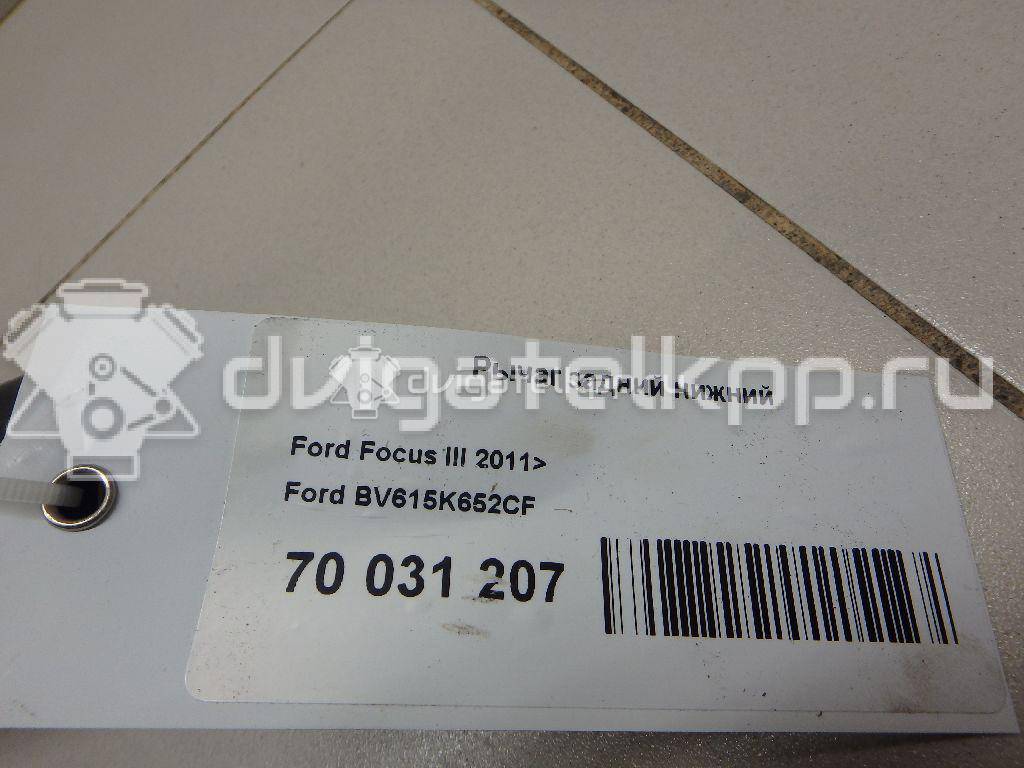 Рычаг задний нижний
dvigatelkpp.ru
Ford Focus III 2011>
Ford BV615K652CF
70 031 207